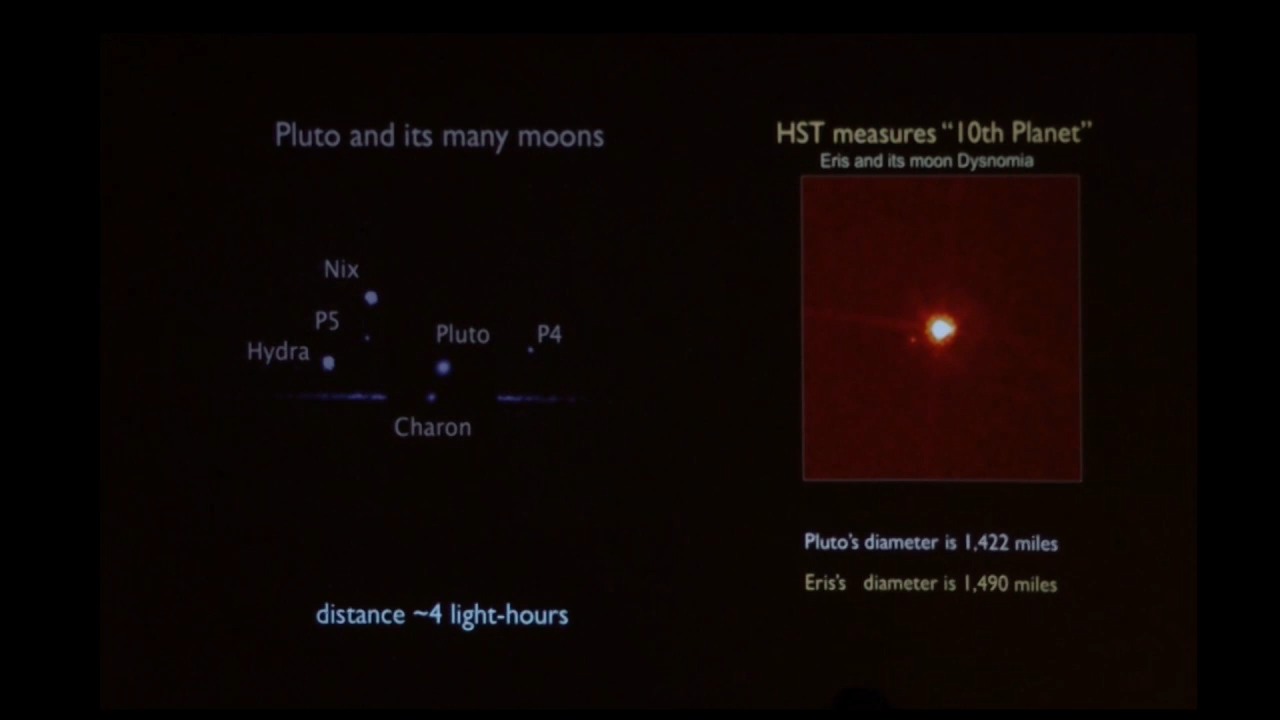 Pluto and its many moons
Nix
P5
Hydra
Pluto
P4
Charon
distance ~4 light-hours
HST measures “10th Planet”
Eris and its moon Dysnomia
Pluto’s diameter is 1,422 miles
Eris’s diameter is 1,490 miles